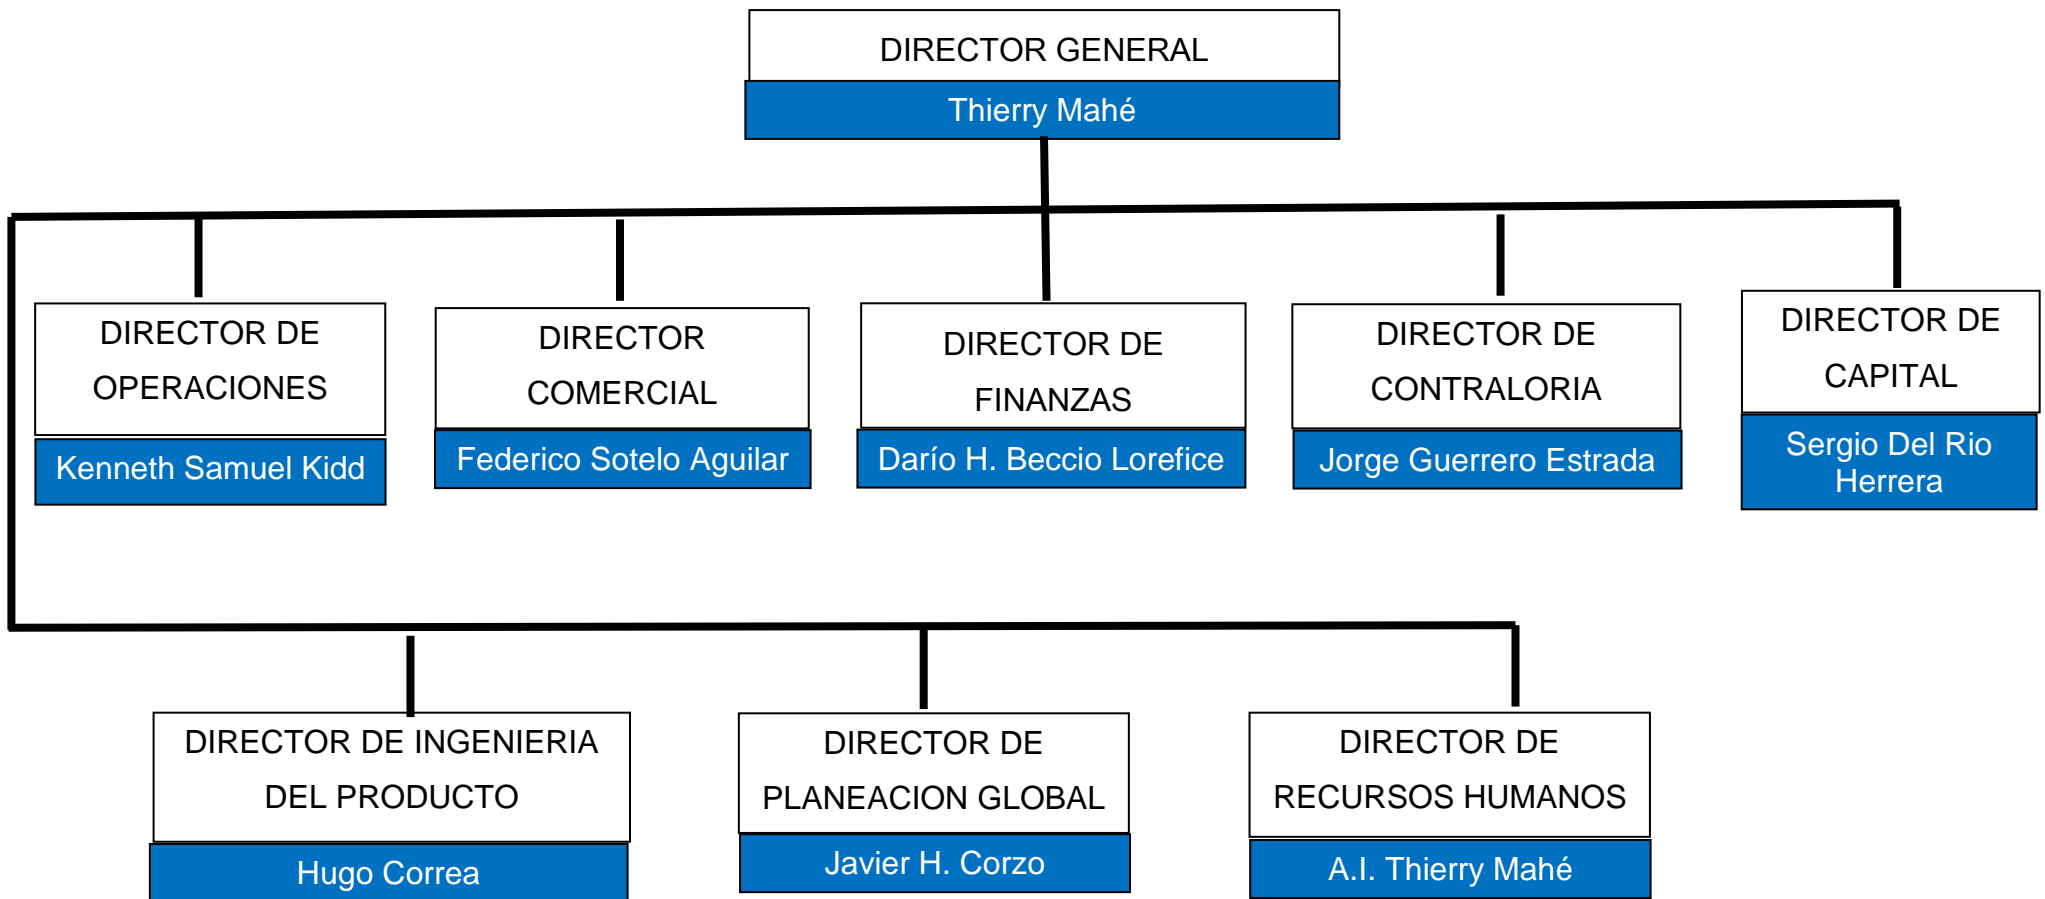 DIRECTOR GENERAL
Thierry Mahé
DIRECTOR DE
OPERACIONES
Kenneth Samuel Kidd
DIRECTOR
COMERCIAL
Federico Sotelo Aguilar
DIRECTOR DE
FINANZAS
Darío H. Beccio Lorefice
DIRECTOR DE
CONTRALORIA
Jorge Guerrero Estrada
DIRECTOR DE
CAPITAL
Sergio Del Rio
Herrera
DIRECTOR DE INGENIERIA
DEL PRODUCTO
Hugo Correa
DIRECTOR DE
PLANEACION GLOBAL
Javier H. Corzo
DIRECTOR DE
RECURSOS HUMANOS
A.I. Thierry Mahé